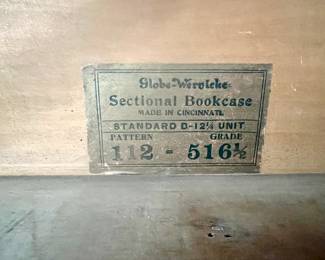 Globe-Wernicke
Sectional Bookcase
MADE IN CINCINNATI
STANDARD D-12¼ UNIT
PATTERN GRADE
112 - 516½